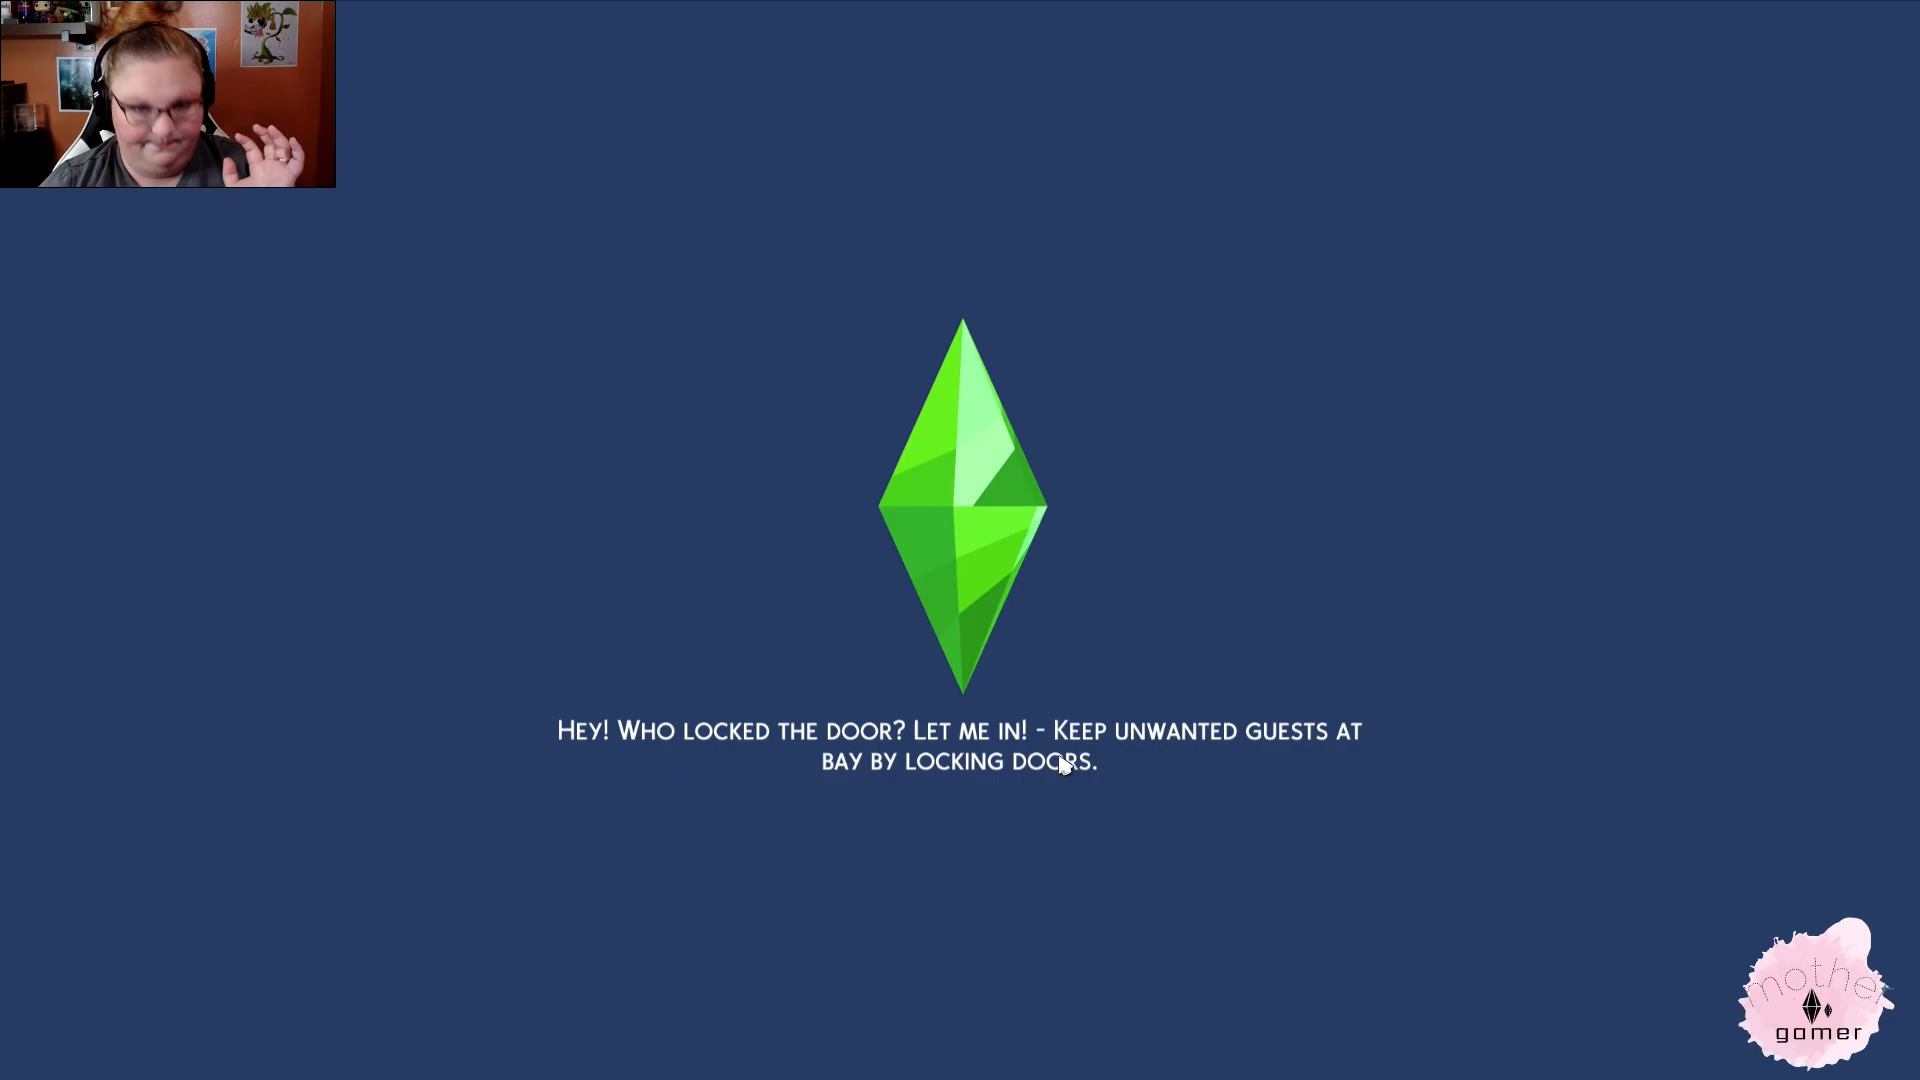 Hey! Who locked the door? Let me in! - Keep unwanted guests at
bay by locking doors.
mother
gamer